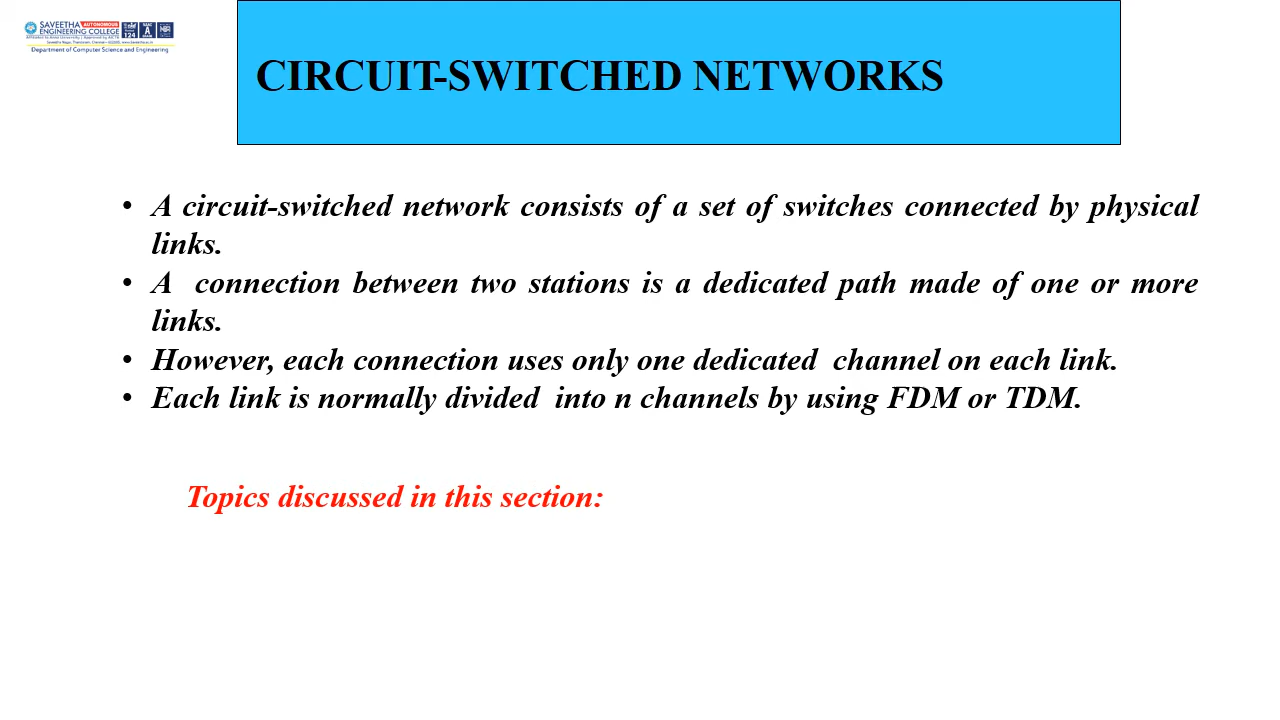 SAVEETHA AUTONOMOUS
ENGINEERING COLLEGE
Department of Computer Science and Engineering
CIRCUIT-SWITCHED NETWORKS
• A circuit-switched network consists of a set of switches connected by physical
links.
• A connection between two stations is a dedicated path made of one or more
links.
• However, each connection uses only one dedicated channel on each link.
• Each link is normally divided into n channels by using FDM or TDM.
Topics discussed in this section: